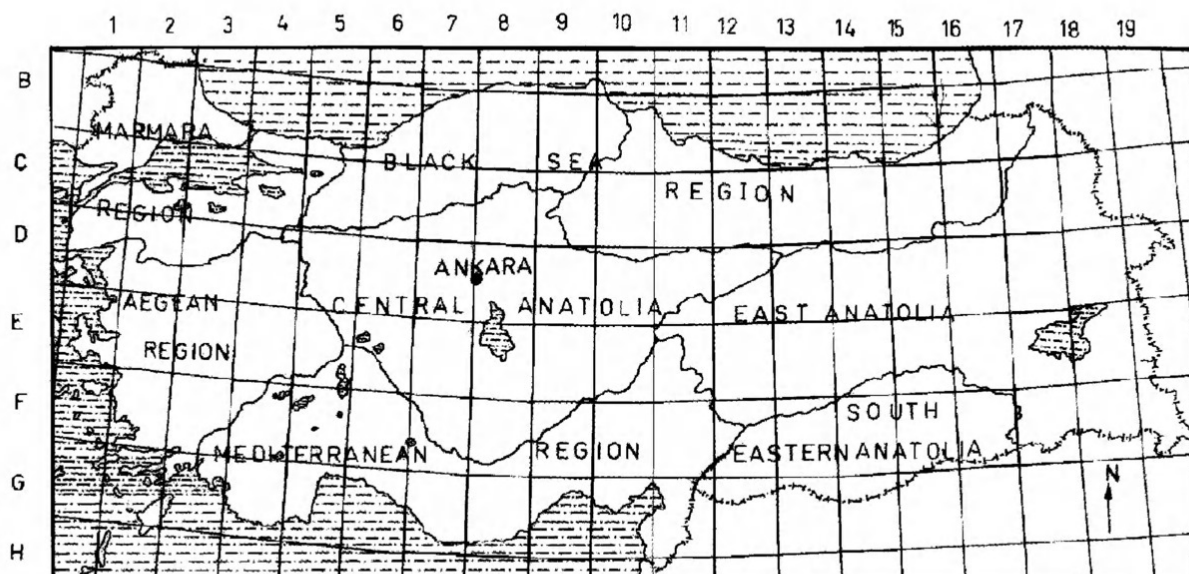 1 2 3 4 5 6 7 8 9 10 11 12 13 14 15 16 17 18 19
B
MARMARA
C
BLACK SEA
REGION
REGION
D
ANKARA
AEGEAN
CENTRAL ANATOLIA
EAST ANATOLIA
E
REGION
F
SOUTH
MEDITERRANEAN REGION
EASTERN ANATOLIA
G
N
H